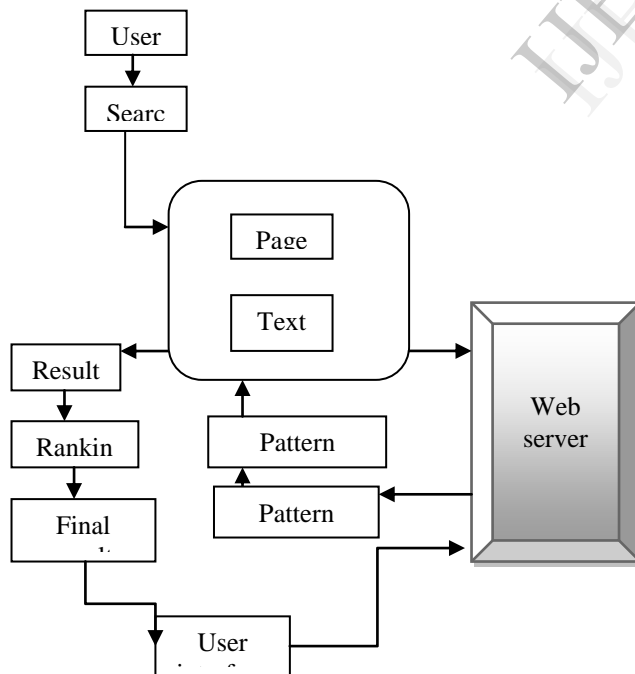 User
Searc
Page
Text
Result
Web
server
Pattern
Rankin
Pattern
Final
User